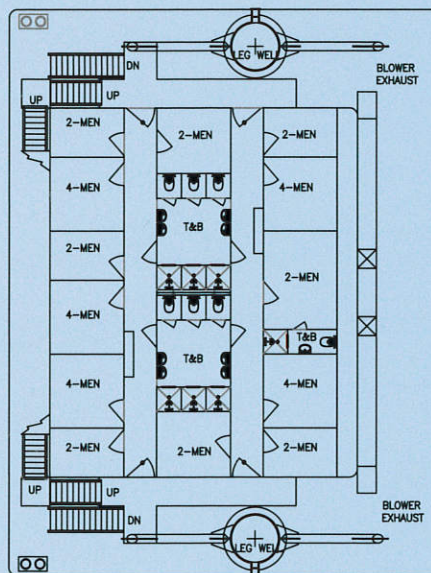 LEG WELL
DN
BLOWER
EXHAUST
UP
UP
2-MEN
2-MEN
2-MEN
4-MEN
4-MEN
T&B
2-MEN
2-MEN
4-MEN
T&B
T&B
4-MEN
4-MEN
2-MEN
2-MEN
2-MEN
UP
UP
BLOWER
EXHAUST
DN
LEG WELL